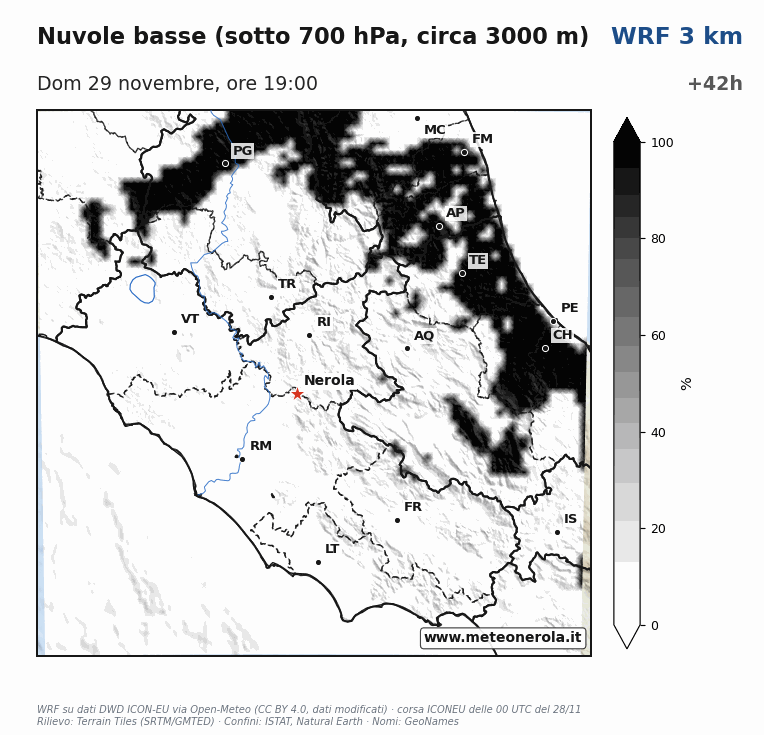 Nuvole basse (sotto 700 hPa, circa 3000 m) WRF 3 km
Dom 29 novembre, ore 19:00 +42h
MC
FM
PG
AP
TE
TR
PE
VT
RI
AQ
CH
Nerola
RM
FR
IS
LT
www.meteonerola.it
100
80
60
40
20
0
%
WRF su dati DWD ICON-EU via Open-Meteo (CC BY 4.0, dati modificati) · corsa ICONEU delle 00 UTC del 28/11
Rilievo: Terrain Tiles (SRTM/GMTED) · Confini: ISTAT, Natural Earth · Nomi: GeoNames